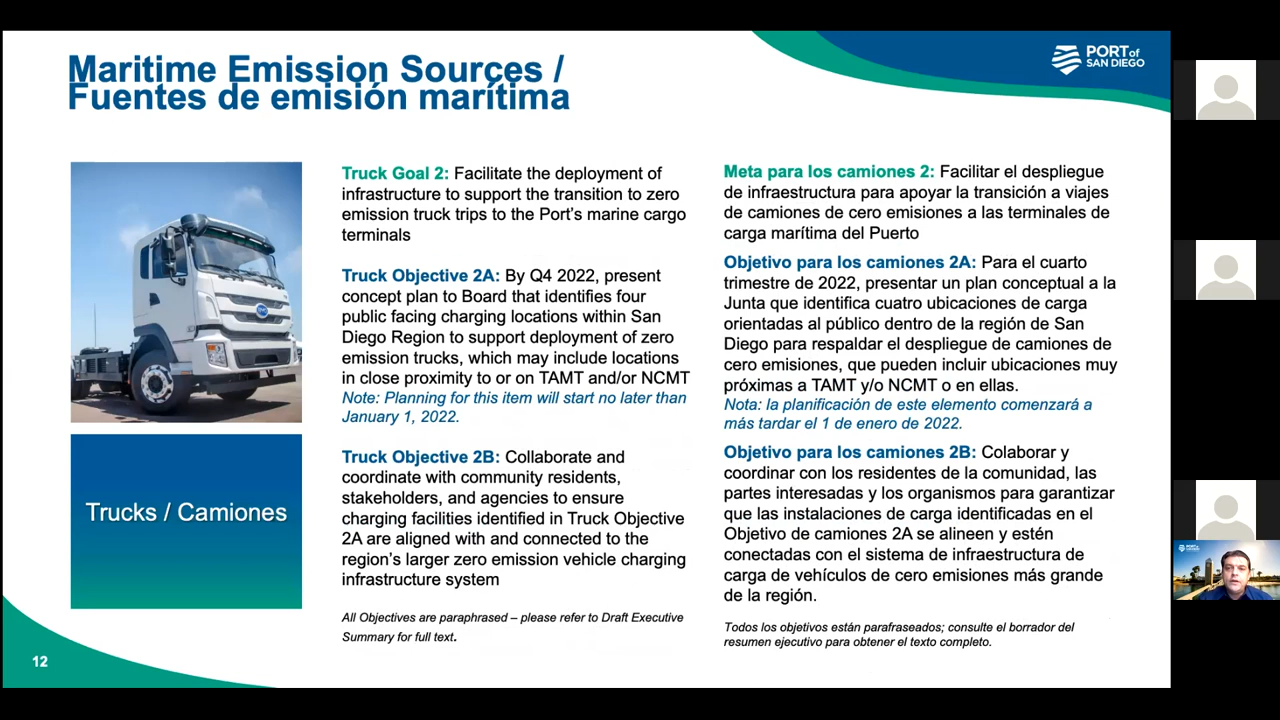 Maritime Emission Sources /
Fuentes de emisión marítima
PORT of
SAN DIEGO
Truck Goal 2: Facilitate the deployment of
infrastructure to support the transition to zero
emission truck trips to the Port's marine cargo
terminals
Truck Objective 2A: By Q4 2022, present
concept plan to Board that identifies four
public facing charging locations within San
Diego Region to support deployment of zero
emission trucks, which may include locations
in close proximity to or on TAMT and/or NCMT
Note: Planning for this item will start no later than
January 1, 2022.
Truck Objective 2B: Collaborate and
coordinate with community residents,
stakeholders, and agencies to ensure
charging facilities identified in Truck Objective
2A are aligned with and connected to the
region's larger zero emission vehicle charging
infrastructure system
All Objectives are paraphrased – please refer to Draft Executive
Summary for full text.
Meta para los camiones 2: Facilitar el despliegue
de infraestructura para apoyar la transición a viajes
de camiones de cero emisiones a las terminales de
carga marítima del Puerto
Objetivo para los camiones 2A: Para el cuarto
trimestre de 2022, presentar un plan conceptual a la
Junta que identifica cuatro ubicaciones de carga
orientadas al público dentro de la región de San
Diego para respaldar el despliegue de camiones de
cero emisiones, que pueden incluir ubicaciones muy
próximas a TAMT y/o NCMT o en ellas.
Nota: la planificación de este elemento comenzará a
más tardar el 1 de enero de 2022.
Objetivo para los camiones 2B: Colaborar y
coordinar con los residentes de la comunidad, las
partes interesadas y los organismos para garantizar
que las instalaciones de carga identificadas en el
Objetivo de camiones 2A se alineen y estén
conectadas con el sistema de infraestructura de
carga de vehículos de cero emisiones más grande
de la región.
Todos los objetivos están parafraseados; consulte el borrador del
resumen ejecutivo para obtener el texto completo.
Trucks / Camiones
12